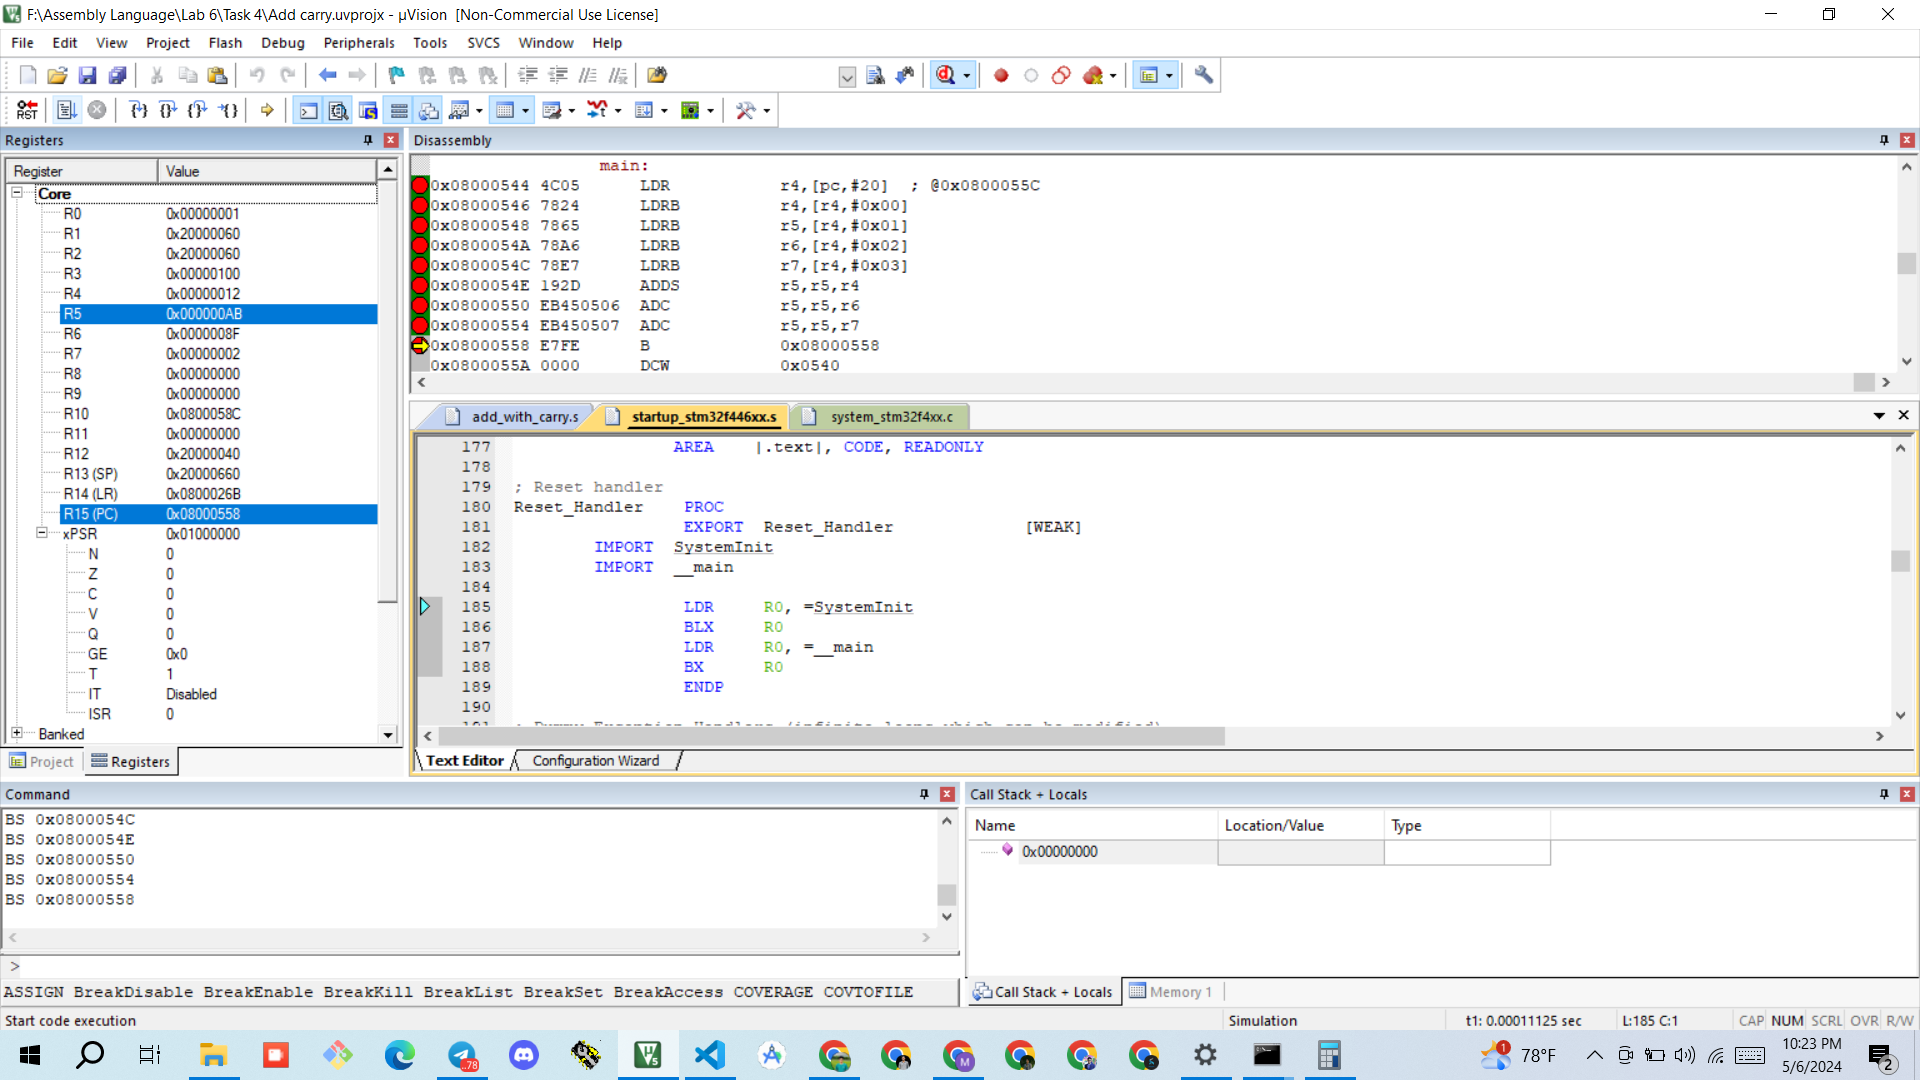 F:\Assembly Language\Lab 6\Task 4\Add carry.uvprojx - µVision [Non-Commercial Use License]
File Edit View Project Flash Debug Peripherals Tools SVCS Window Help
RST
Registers
Register Value
Core
R0 0x00000001
R1 0x20000060
R2 0x20000060
R3 0x00000100
R4 0x00000012
R5 0x000000AB
R6 0x0000008F
R7 0x00000002
R8 0x00000000
R9 0x00000000
R10 0x0800058C
R11 0x00000000
R12 0x20000040
R13 (SP) 0x20000660
R14 (LR) 0x0800026B
R15 (PC) 0x08000558
xPSR 0x01000000
N 0
Z 0
C 0
V 0
Q 0
GE 0x0
T 1
IT Disabled
ISR 0
Banked
Project Registers
Disassembly
main:
0x08000544 4C05 LDR r4,[pc,#20] ; @0x0800055C
0x08000546 7824 LDRB r4,[r4,#0x00]
0x08000548 7865 LDRB r5,[r4,#0x01]
0x0800054A 78A6 LDRB r6,[r4,#0x02]
0x0800054C 78E7 LDRB r7,[r4,#0x03]
0x0800054E 192D ADDS r5,r5,r4
0x08000550 EB450506 ADC r5,r5,r6
0x08000554 EB450507 ADC r5,r5,r7
0x08000558 E7FE B 0x08000558
0x0800055A 0000 DCW 0x0540
add_with_carry.s startup_stm32f446xx.s system_stm32f4xx.c
177 AREA |.text|, CODE, READONLY
178
179 ; Reset handler
180 Reset_Handler PROC
181 EXPORT Reset_Handler [WEAK]
182 IMPORT SystemInit
183 IMPORT __main
184
185 LDR R0, =SystemInit
186 BLX R0
187 LDR R0, =__main
188 BX R0
189 ENDP
190
191 ; Dummy Exception Handlers (infinite loops which can be modified)
Text Editor Configuration Wizard
Command
BS 0x0800054C
BS 0x0800054E
BS 0x08000550
BS 0x08000554
BS 0x08000558
>
ASSIGN BreakDisable BreakEnable BreakKill BreakList BreakSet BreakAccess COVERAGE COVTOFILE
Call Stack + Locals
Name Location/Value Type
0x00000000
Call Stack + Locals Memory 1
Start code execution Simulation t1: 0.00011125 sec L:185 C:1 CAP NUM SCRL OVR R/W
78°F
10:23 PM
5/6/2024